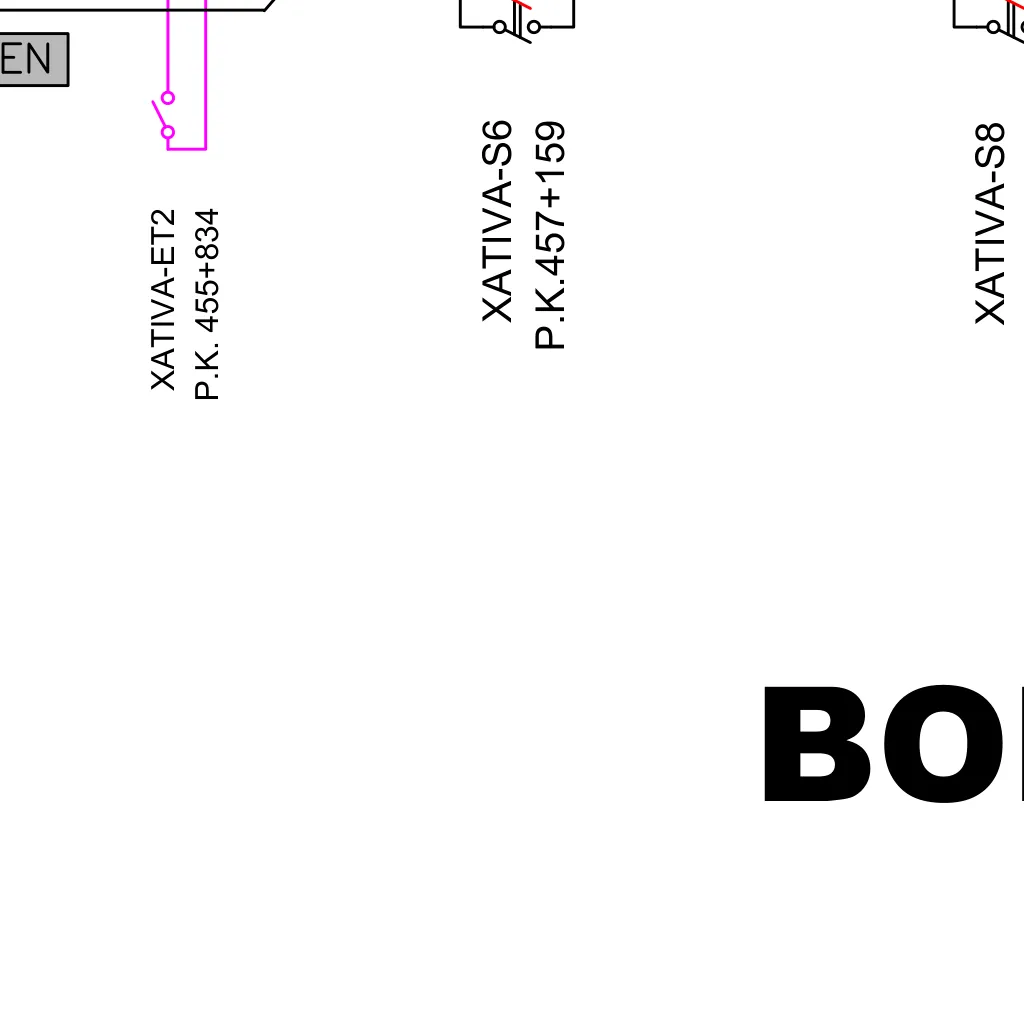 EN
XATIVA-ET2
P.K. 455+834
XATIVA-S6
P.K.457+159
XATIVA-S8
BO